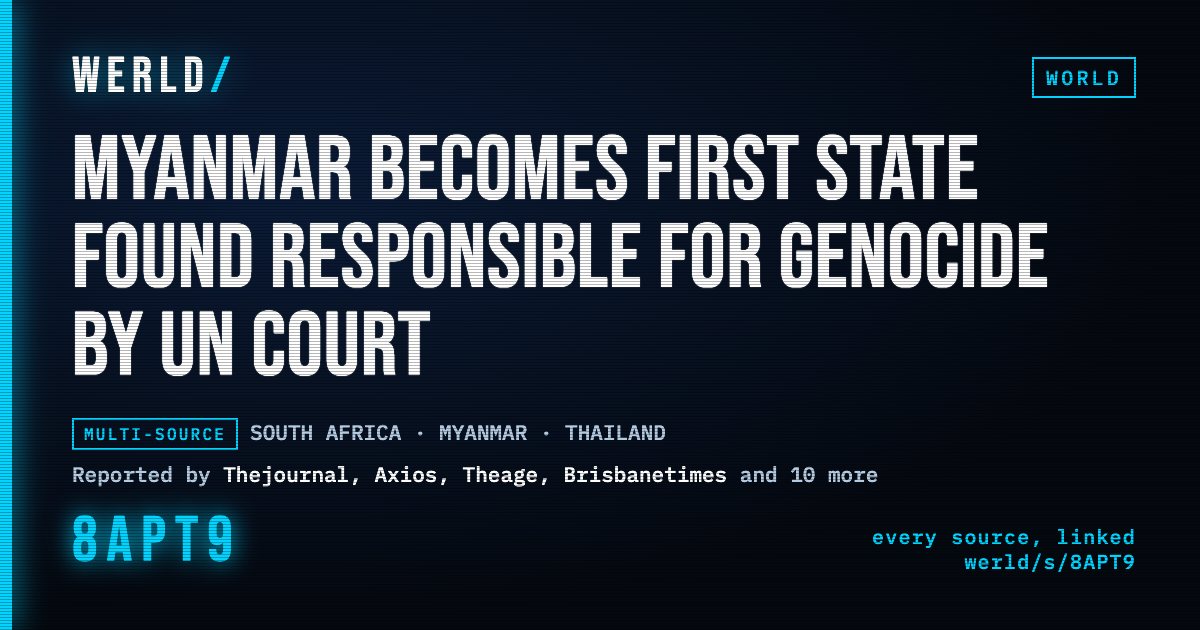 WERLD/
WORLD
MYANMAR BECOMES FIRST STATE
FOUND RESPONSIBLE FOR GENOCIDE
BY UN COURT
MULTI-SOURCE SOUTH AFRICA · MYANMAR · THAILAND
Reported by Thejournal, Axios, Theage, Brisbanetimes and 10 more
8APT9
every source, linked
werld/s/8APT9